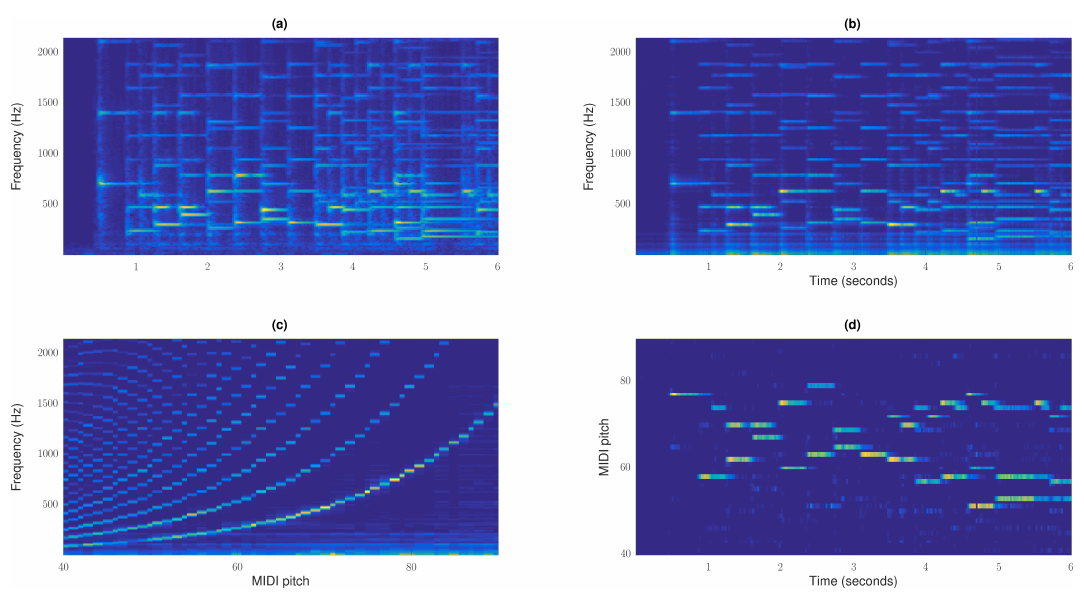 (a)
2000
1500
1000
500
Frequency (Hz)
1 2 3 4 5 6
(b)
2000
1500
1000
500
Frequency (Hz)
1 2 3 4 5 6
Time (seconds)
(c)
2000
1500
1000
500
Frequency (Hz)
40 60 80
MIDI pitch
(d)
80
60
40
MIDI pitch
1 2 3 4 5 6
Time (seconds)